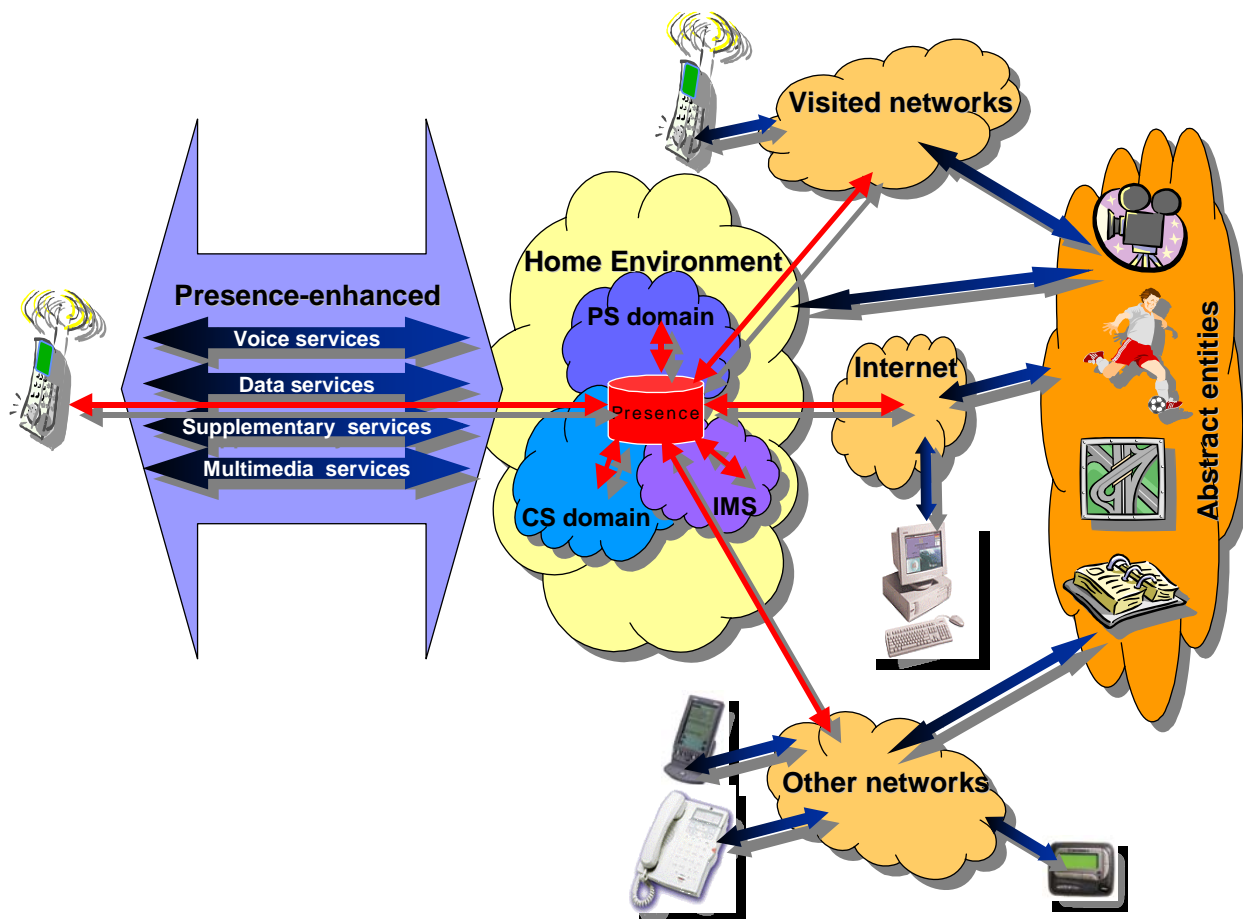 Visited networks
Home Environment
Presence-enhanced
PS domain
Voice services
Internet
Data services
Presence
Supplementary services
Multimedia services
IMS
CS domain
Abstract entities
Other networks